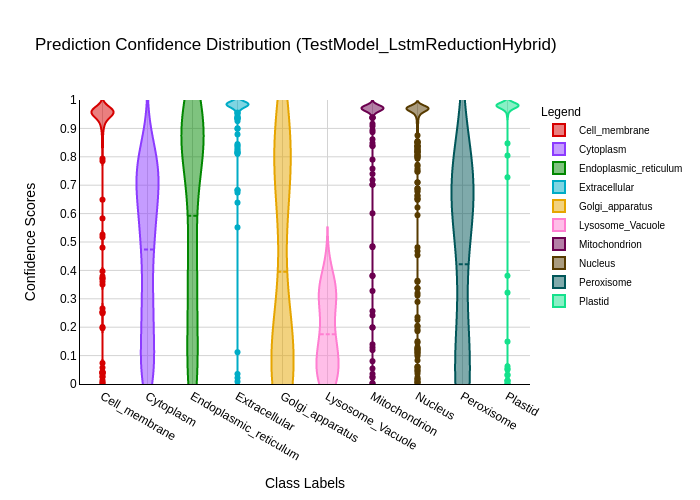 Prediction Confidence Distribution (TestModel_LstmReductionHybrid)
Confidence Scores
1
0.9
0.8
0.7
0.6
0.5
0.4
0.3
0.2
0.1
0
Cell_membrane
Cytoplasm
Endoplasmic_reticulum
Extracellular
Golgi_apparatus
Lysosome_Vacuole
Mitochondrion
Nucleus
Peroxisome
Plastid
Class Labels
Legend
Cell_membrane
Cytoplasm
Endoplasmic_reticulum
Extracellular
Golgi_apparatus
Lysosome_Vacuole
Mitochondrion
Nucleus
Peroxisome
Plastid